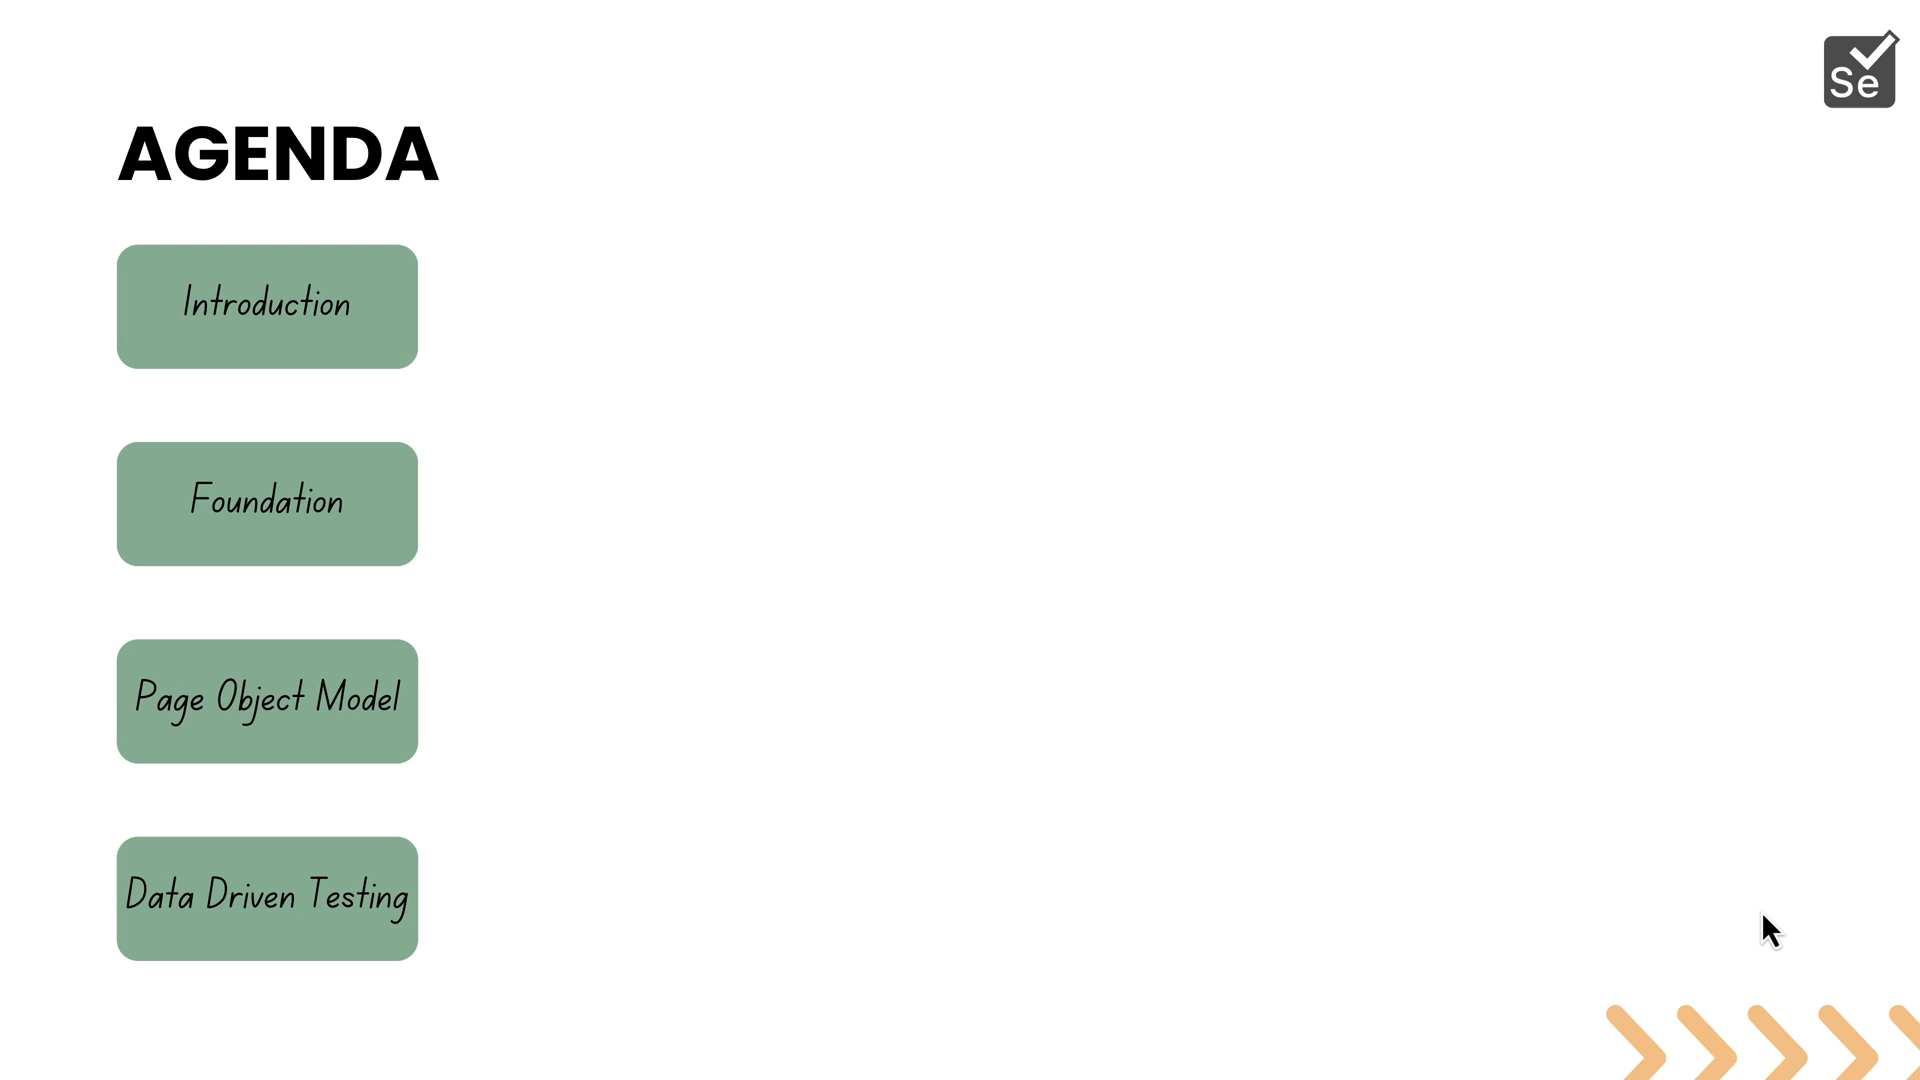 Se
AGENDA
Introduction
Foundation
Page Object Model
Data Driven Testing